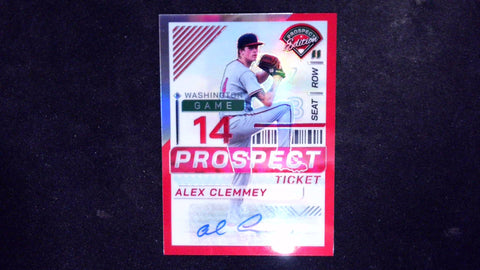 PROSPECT
Edition
WASHINGTON
GAME
14
SEAT
ROW
PROSPECT
TICKET
ALEX CLEMMEY